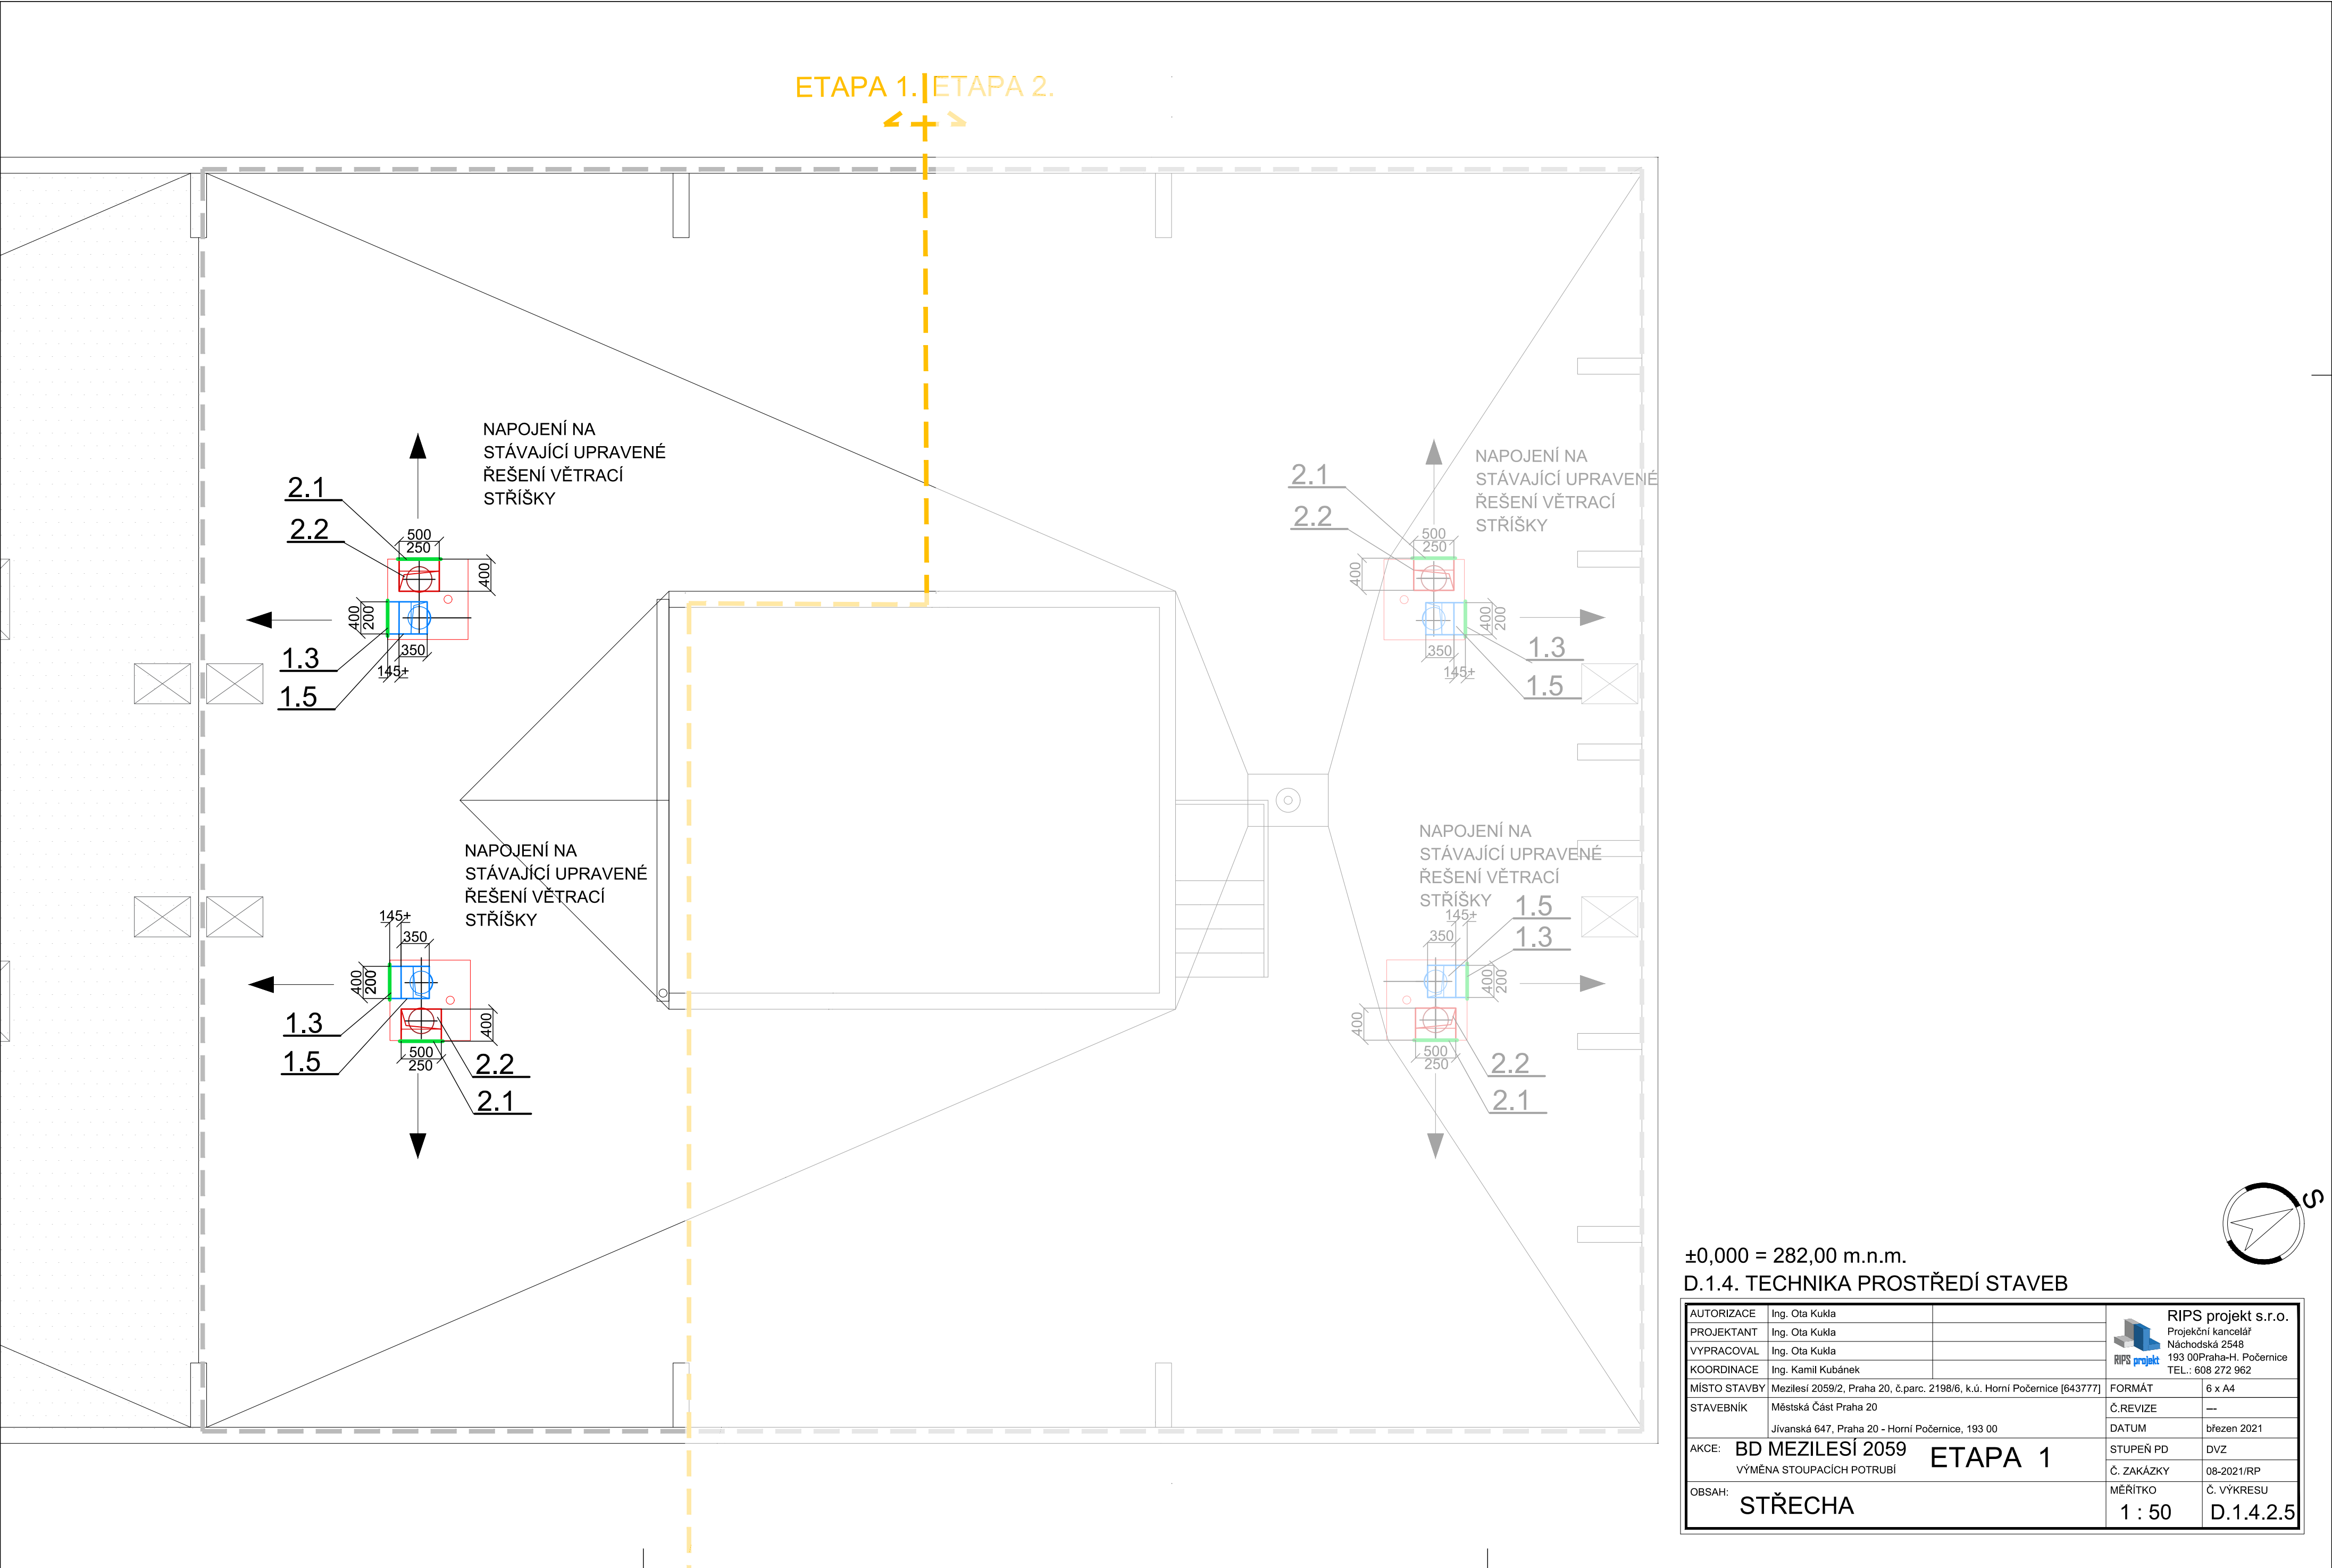 ETAPA 1. ETAPA 2.
NAPOJENÍ NA
STÁVAJÍCÍ UPRAVENÉ
ŘEŠENÍ VĚTRACÍ
STŘÍŠKY
2.1
2.2
500
250
400
400
200
350
145±
1.3
1.5
NAPOJENÍ NA
STÁVAJÍCÍ UPRAVENÉ
ŘEŠENÍ VĚTRACÍ
STŘÍŠKY
2.1
2.2
500
250
400
400
200
350
145±
1.3
1.5
NAPOJENÍ NA
STÁVAJÍCÍ UPRAVENÉ
ŘEŠENÍ VĚTRACÍ
STŘÍŠKY
145±
350
400
200
400
1.3
1.5
500
250
2.2
2.1
NAPOJENÍ NA
STÁVAJÍCÍ UPRAVENÉ
ŘEŠENÍ VĚTRACÍ
STŘÍŠKY
145±
350
1.5
1.3
400
200
400
500
250
2.2
2.1
S
±0,000 = 282,00 m.n.m.
D.1.4. TECHNIKA PROSTŘEDÍ STAVEB
AUTORIZACE Ing. Ota Kukla
PROJEKTANT Ing. Ota Kukla
VYPRACOVAL Ing. Ota Kukla
KOORDINACE Ing. Kamil Kubánek
RIPS projekt
RIPS projekt s.r.o.
Projekční kancelář
Náchodská 2548
193 00Praha-H. Počernice
TEL.: 608 272 962
MÍSTO STAVBY Mezilesí 2059/2, Praha 20, č.parc. 2198/6, k.ú. Horní Počernice [643777]
FORMÁT 6 x A4
STAVEBNÍK Městská Část Praha 20
Jívanská 647, Praha 20 - Horní Počernice, 193 00
Č.REVIZE ---
DATUM březen 2021
AKCE: BD MEZILESÍ 2059 ETAPA 1
VÝMĚNA STOUPACÍCH POTRUBÍ
STUPEŇ PD DVZ
Č. ZAKÁZKY 08-2021/RP
OBSAH: STŘECHA
MĚŘÍTKO Č. VÝKRESU
1 : 50 D.1.4.2.5